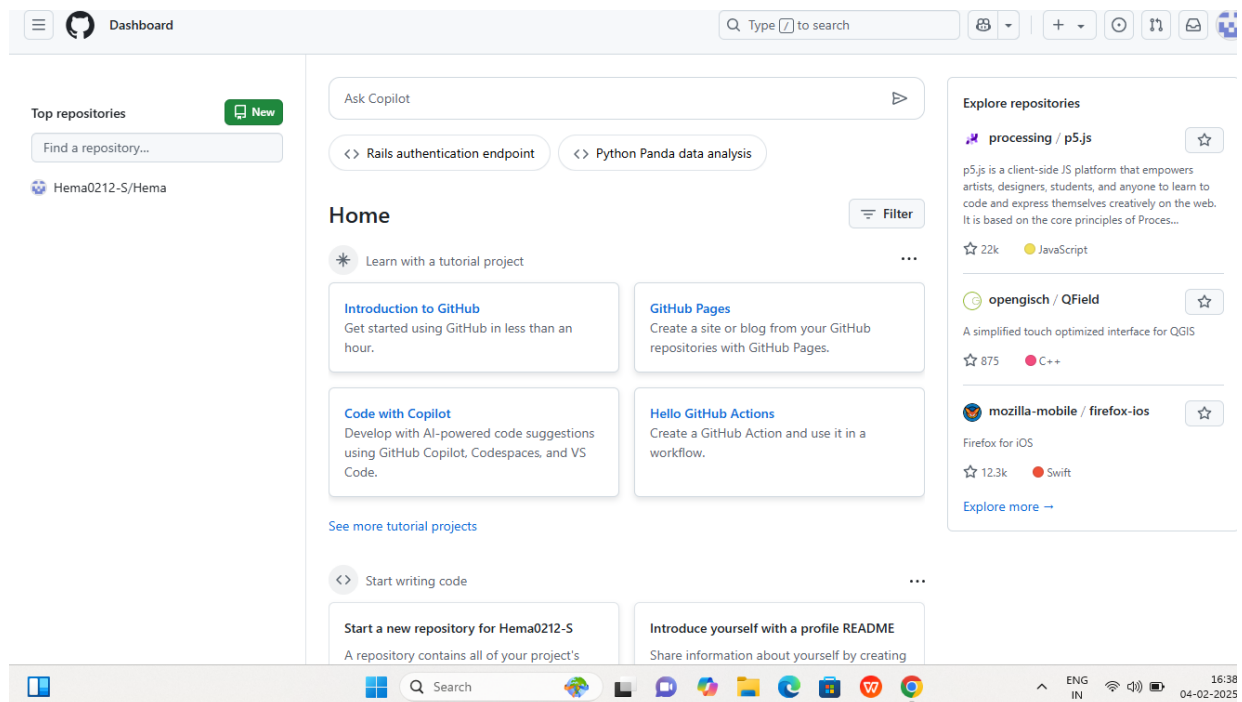 Dashboard
Type / to search
Top repositories
New
Find a repository...
Hema0212-S/Hema
Ask Copilot
Rails authentication endpoint
Python Panda data analysis
Home
Filter
Learn with a tutorial project
Introduction to GitHub
Get started using GitHub in less than an
hour.
GitHub Pages
Create a site or blog from your GitHub
repositories with GitHub Pages.
Code with Copilot
Develop with AI-powered code suggestions
using GitHub Copilot, Codespaces, and VS
Code.
Hello GitHub Actions
Create a GitHub Action and use it in a
workflow.
See more tutorial projects
Start writing code
Start a new repository for Hema0212-S
A repository contains all of your project's
Introduce yourself with a profile README
Share information about yourself by creating
Explore repositories
processing / p5.js
p5.js is a client-side JS platform that empowers
artists, designers, students, and anyone to learn to
code and express themselves creatively on the web.
It is based on the core principles of Proces...
22k JavaScript
opengisch / QField
A simplified touch optimized interface for QGIS
875 C++
mozilla-mobile / firefox-ios
Firefox for iOS
12.3k Swift
Explore more →
Search
ENG
IN
16:38
04-02-2025